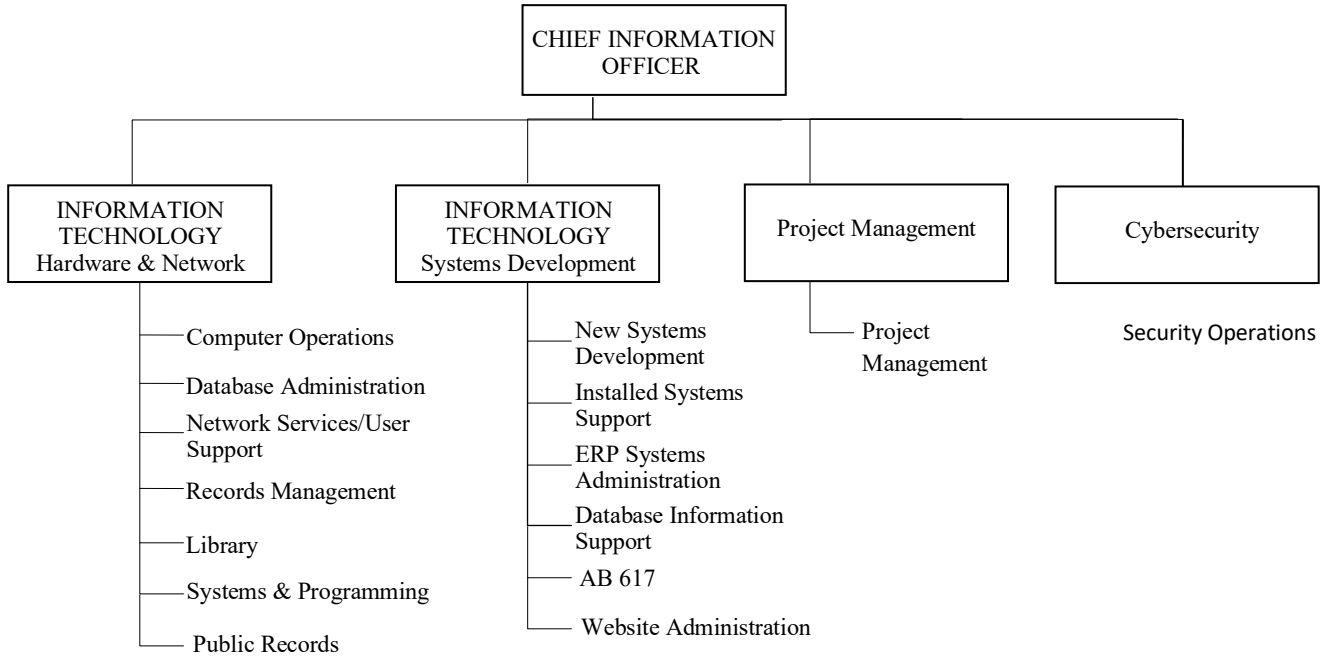 CHIEF INFORMATION
OFFICER
INFORMATION
TECHNOLOGY
Hardware & Network
INFORMATION
TECHNOLOGY
Systems Development
Project Management
Cybersecurity
Computer Operations
Database Administration
Network Services/User
Support
Records Management
Library
Systems & Programming
Public Records
New Systems
Development
Installed Systems
Support
ERP Systems
Administration
Database Information
Support
AB 617
Website Administration
Project
Management
Security Operations